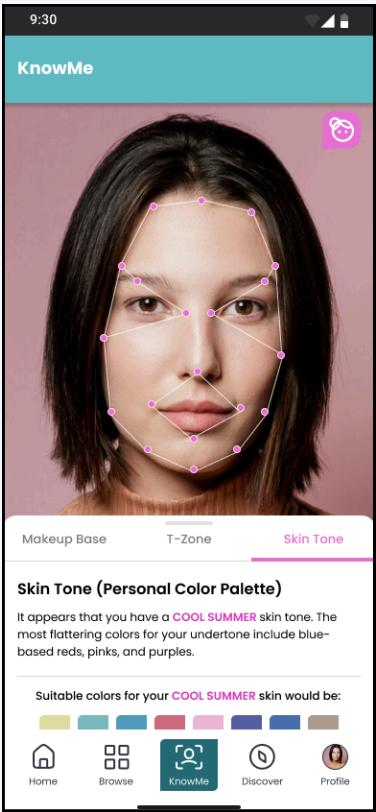 9:30
KnowMe
Makeup Base
T-Zone
Skin Tone
Skin Tone (Personal Color Palette)
It appears that you have a COOL SUMMER skin tone. The
most flattering colors for your undertone include blue-
based reds, pinks, and purples.
Suitable colors for your COOL SUMMER skin would be:
Home
Browse
KnowMe
Discover
Profile